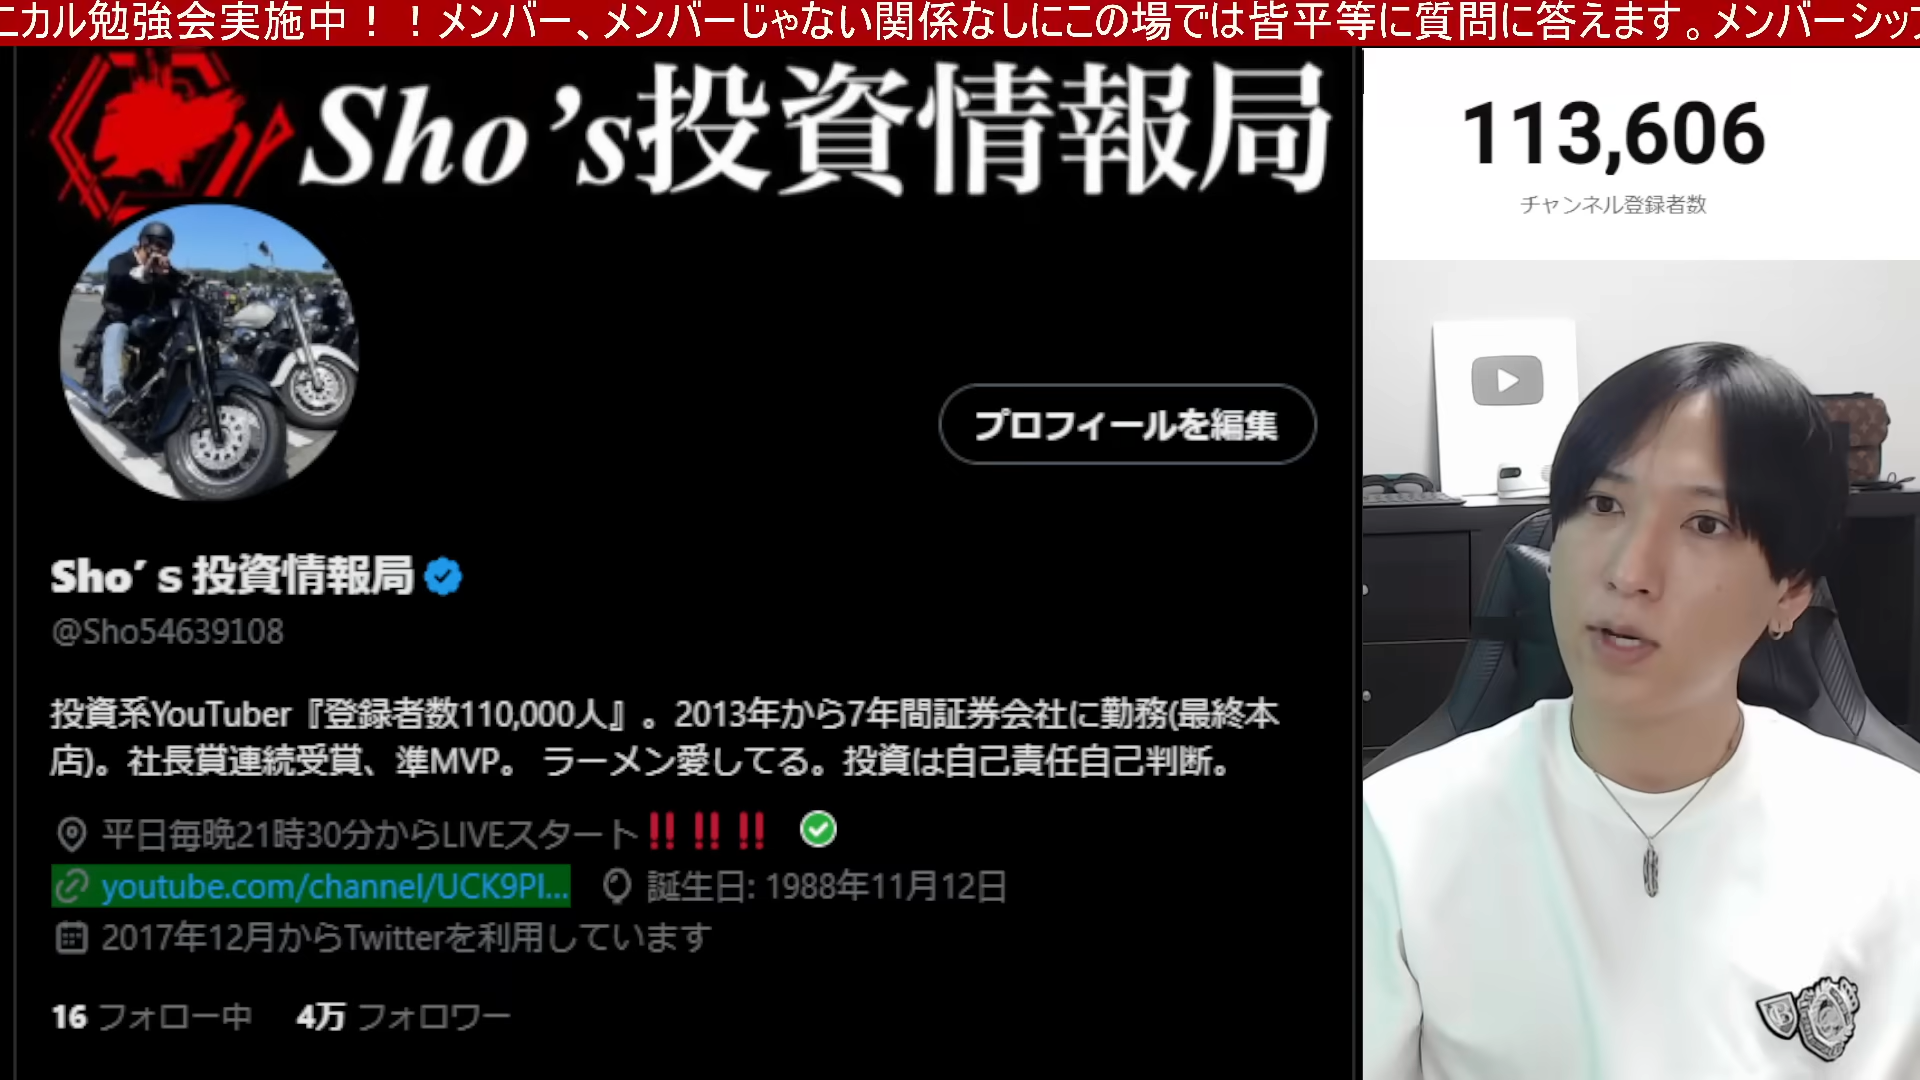 ニカル勉強会実施中！！メンバー、メンバーじゃない関係なしにこの場では皆平等に質問に答えます。メンバーシップ
Sho's投資情報局
113,606
チャンネル登録者数
プロフィールを編集
Sho′s 投資情報局
@Sho54639108
投資系YouTuber『登録者数110,000人』。2013年から7年間証券会社に勤務(最終本
店)。社長賞連続受賞、準MVP。 ラーメン愛してる。投資は自己責任自己判断。
平日毎晩21時30分からLIVEスタート‼️ ‼️ ‼️
youtube.com/channel/UCK9Pl... 誕生日: 1988年11月12日
2017年12月からTwitterを利用しています
16 フォロー中 4万 フォロワー